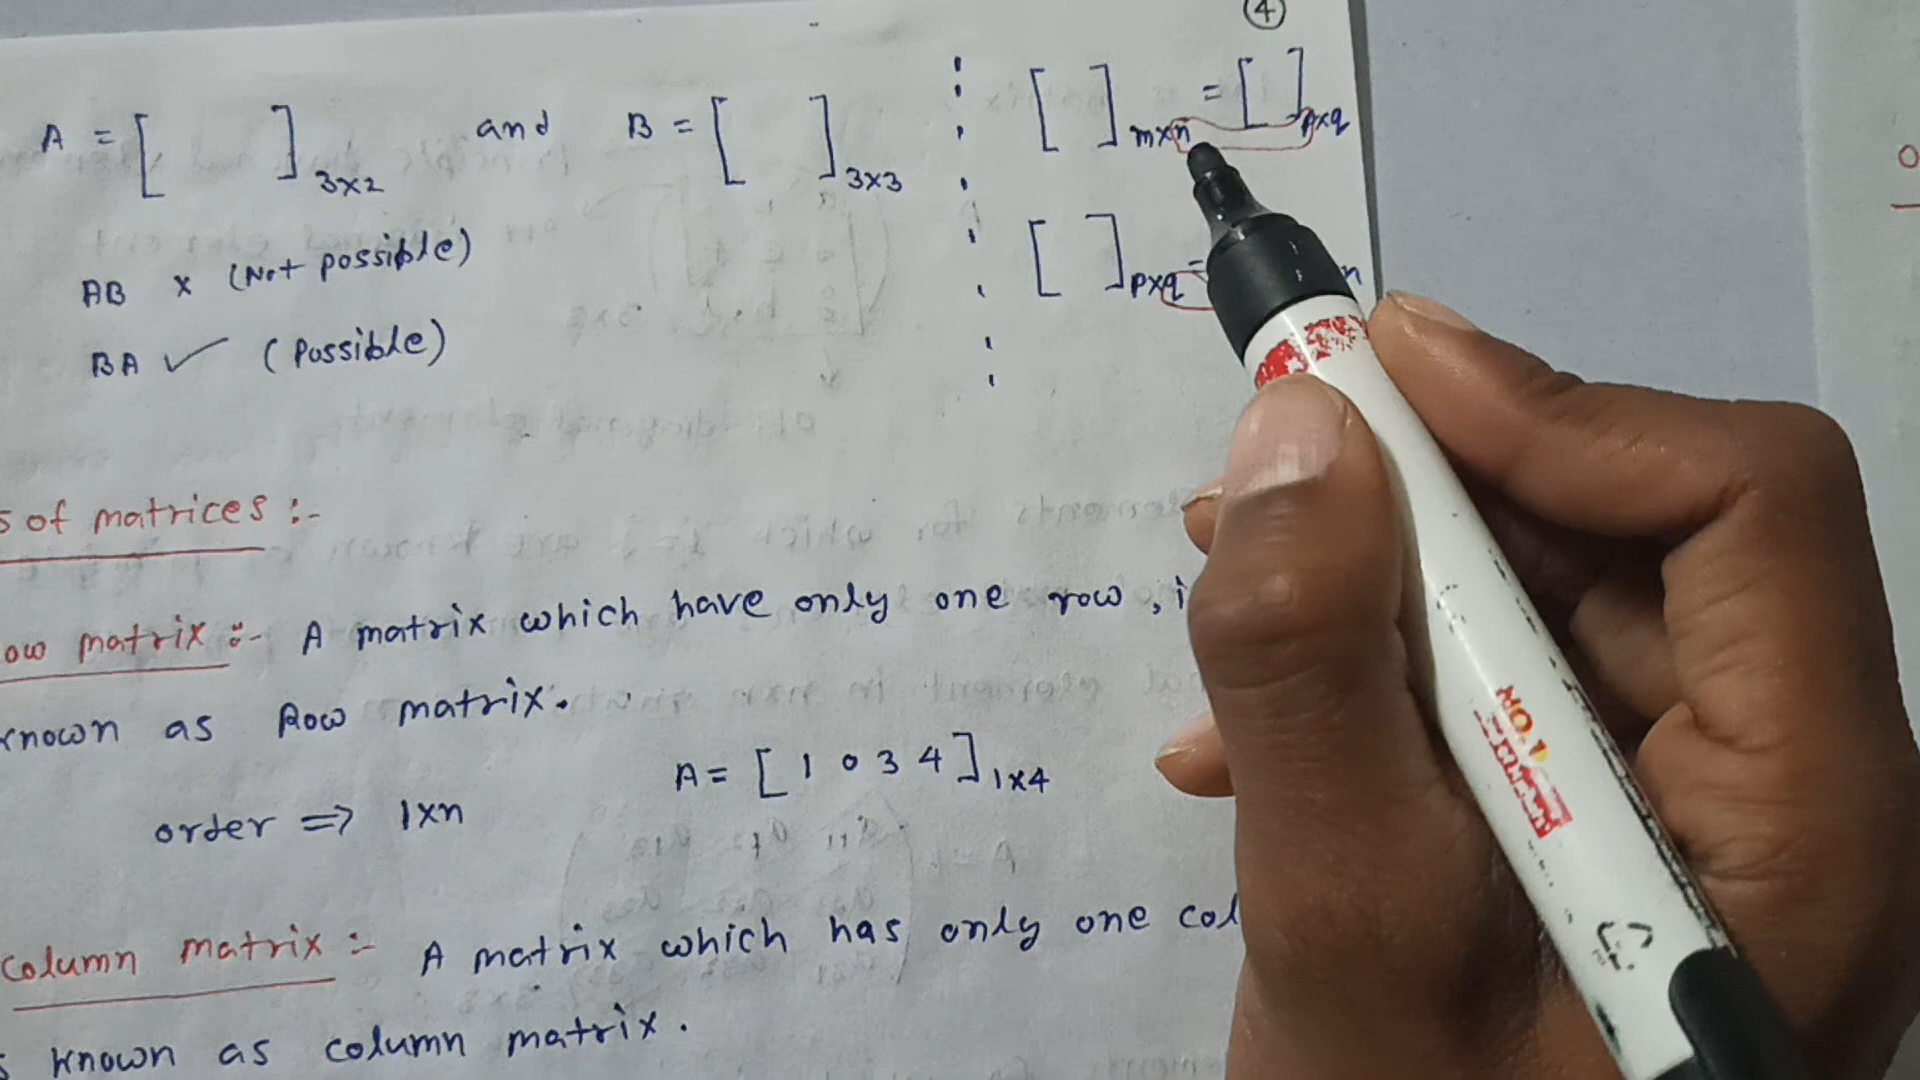 4
A = [ ]3x2 and B = [ ]3x3
[ ]mxn = [ ]pxq
AB x (Not possible)
[ ]pxq = n
BA ✓ (Possible)
s of matrices :-
ow matrix :- A matrix which have only one row, i
known as Row matrix.
A = [ 1 0 3 4 ]1x4
order => 1xn
column matrix :- A matrix which has only one col
s known as column matrix.
NO.1